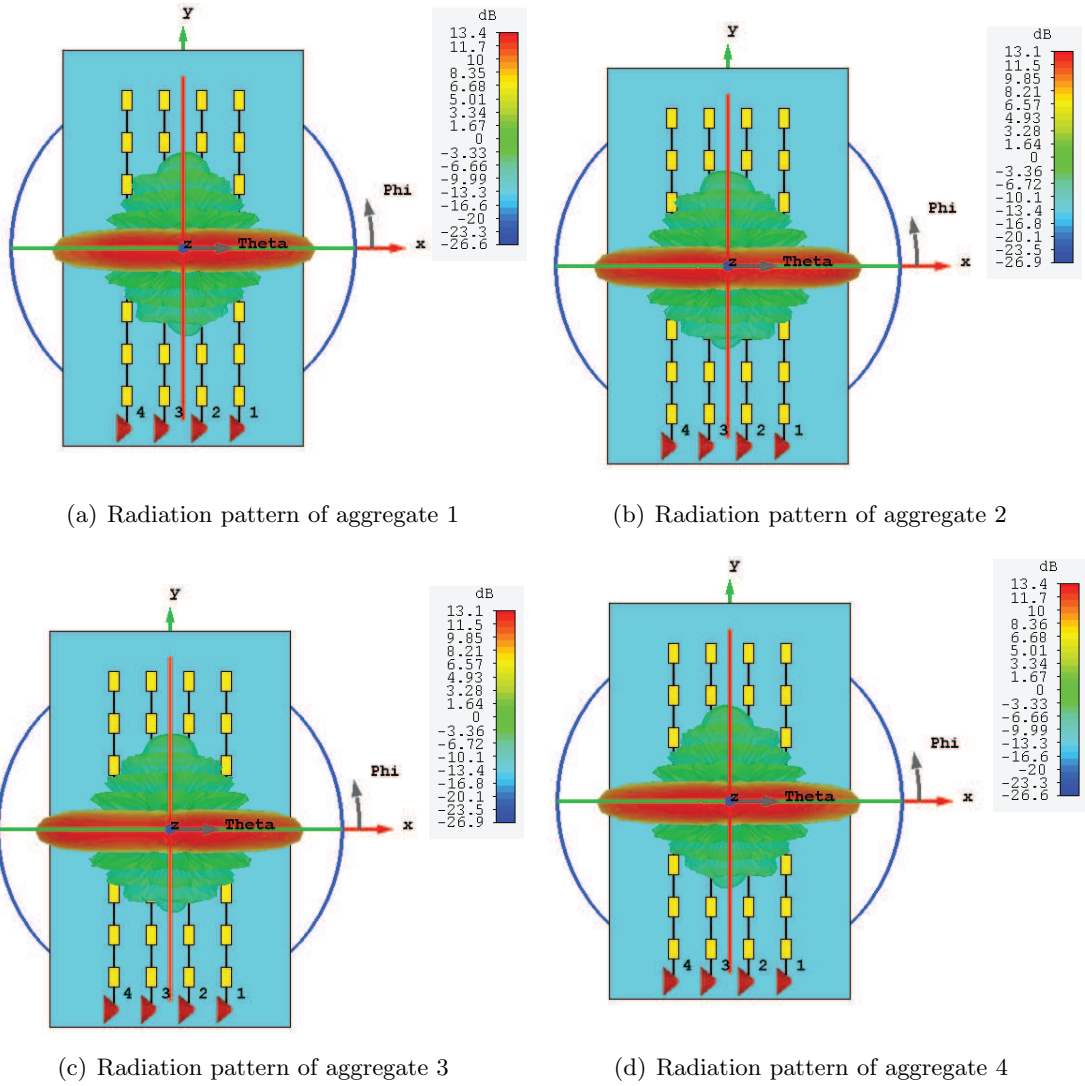 y
dB
13.4
11.7
10
8.35
6.68
5.01
3.34
1.67
0
-3.33
-6.66
-9.99
-13.3
-16.6
-20
-23.3
-26.6
Phi
z Theta x
4 3 2 1
(a) Radiation pattern of aggregate 1
y
dB
13.1
11.5
9.85
8.21
6.57
4.93
3.28
1.64
0
-3.36
-6.72
-10.1
-13.4
-16.8
-20.1
-23.5
-26.9
Phi
z Theta x
4 3 2 1
(b) Radiation pattern of aggregate 2
y
dB
13.1
11.5
9.85
8.21
6.57
4.93
3.28
1.64
0
-3.36
-6.72
-10.1
-13.4
-16.8
-20.1
-23.5
-26.9
Phi
z Theta x
4 3 2 1
(c) Radiation pattern of aggregate 3
y
dB
13.4
11.7
10
8.36
6.68
5.01
3.34
1.67
0
-3.33
-6.66
-9.99
-13.3
-16.6
-20
-23.3
-26.6
Phi
z Theta x
4 3 2 1
(d) Radiation pattern of aggregate 4